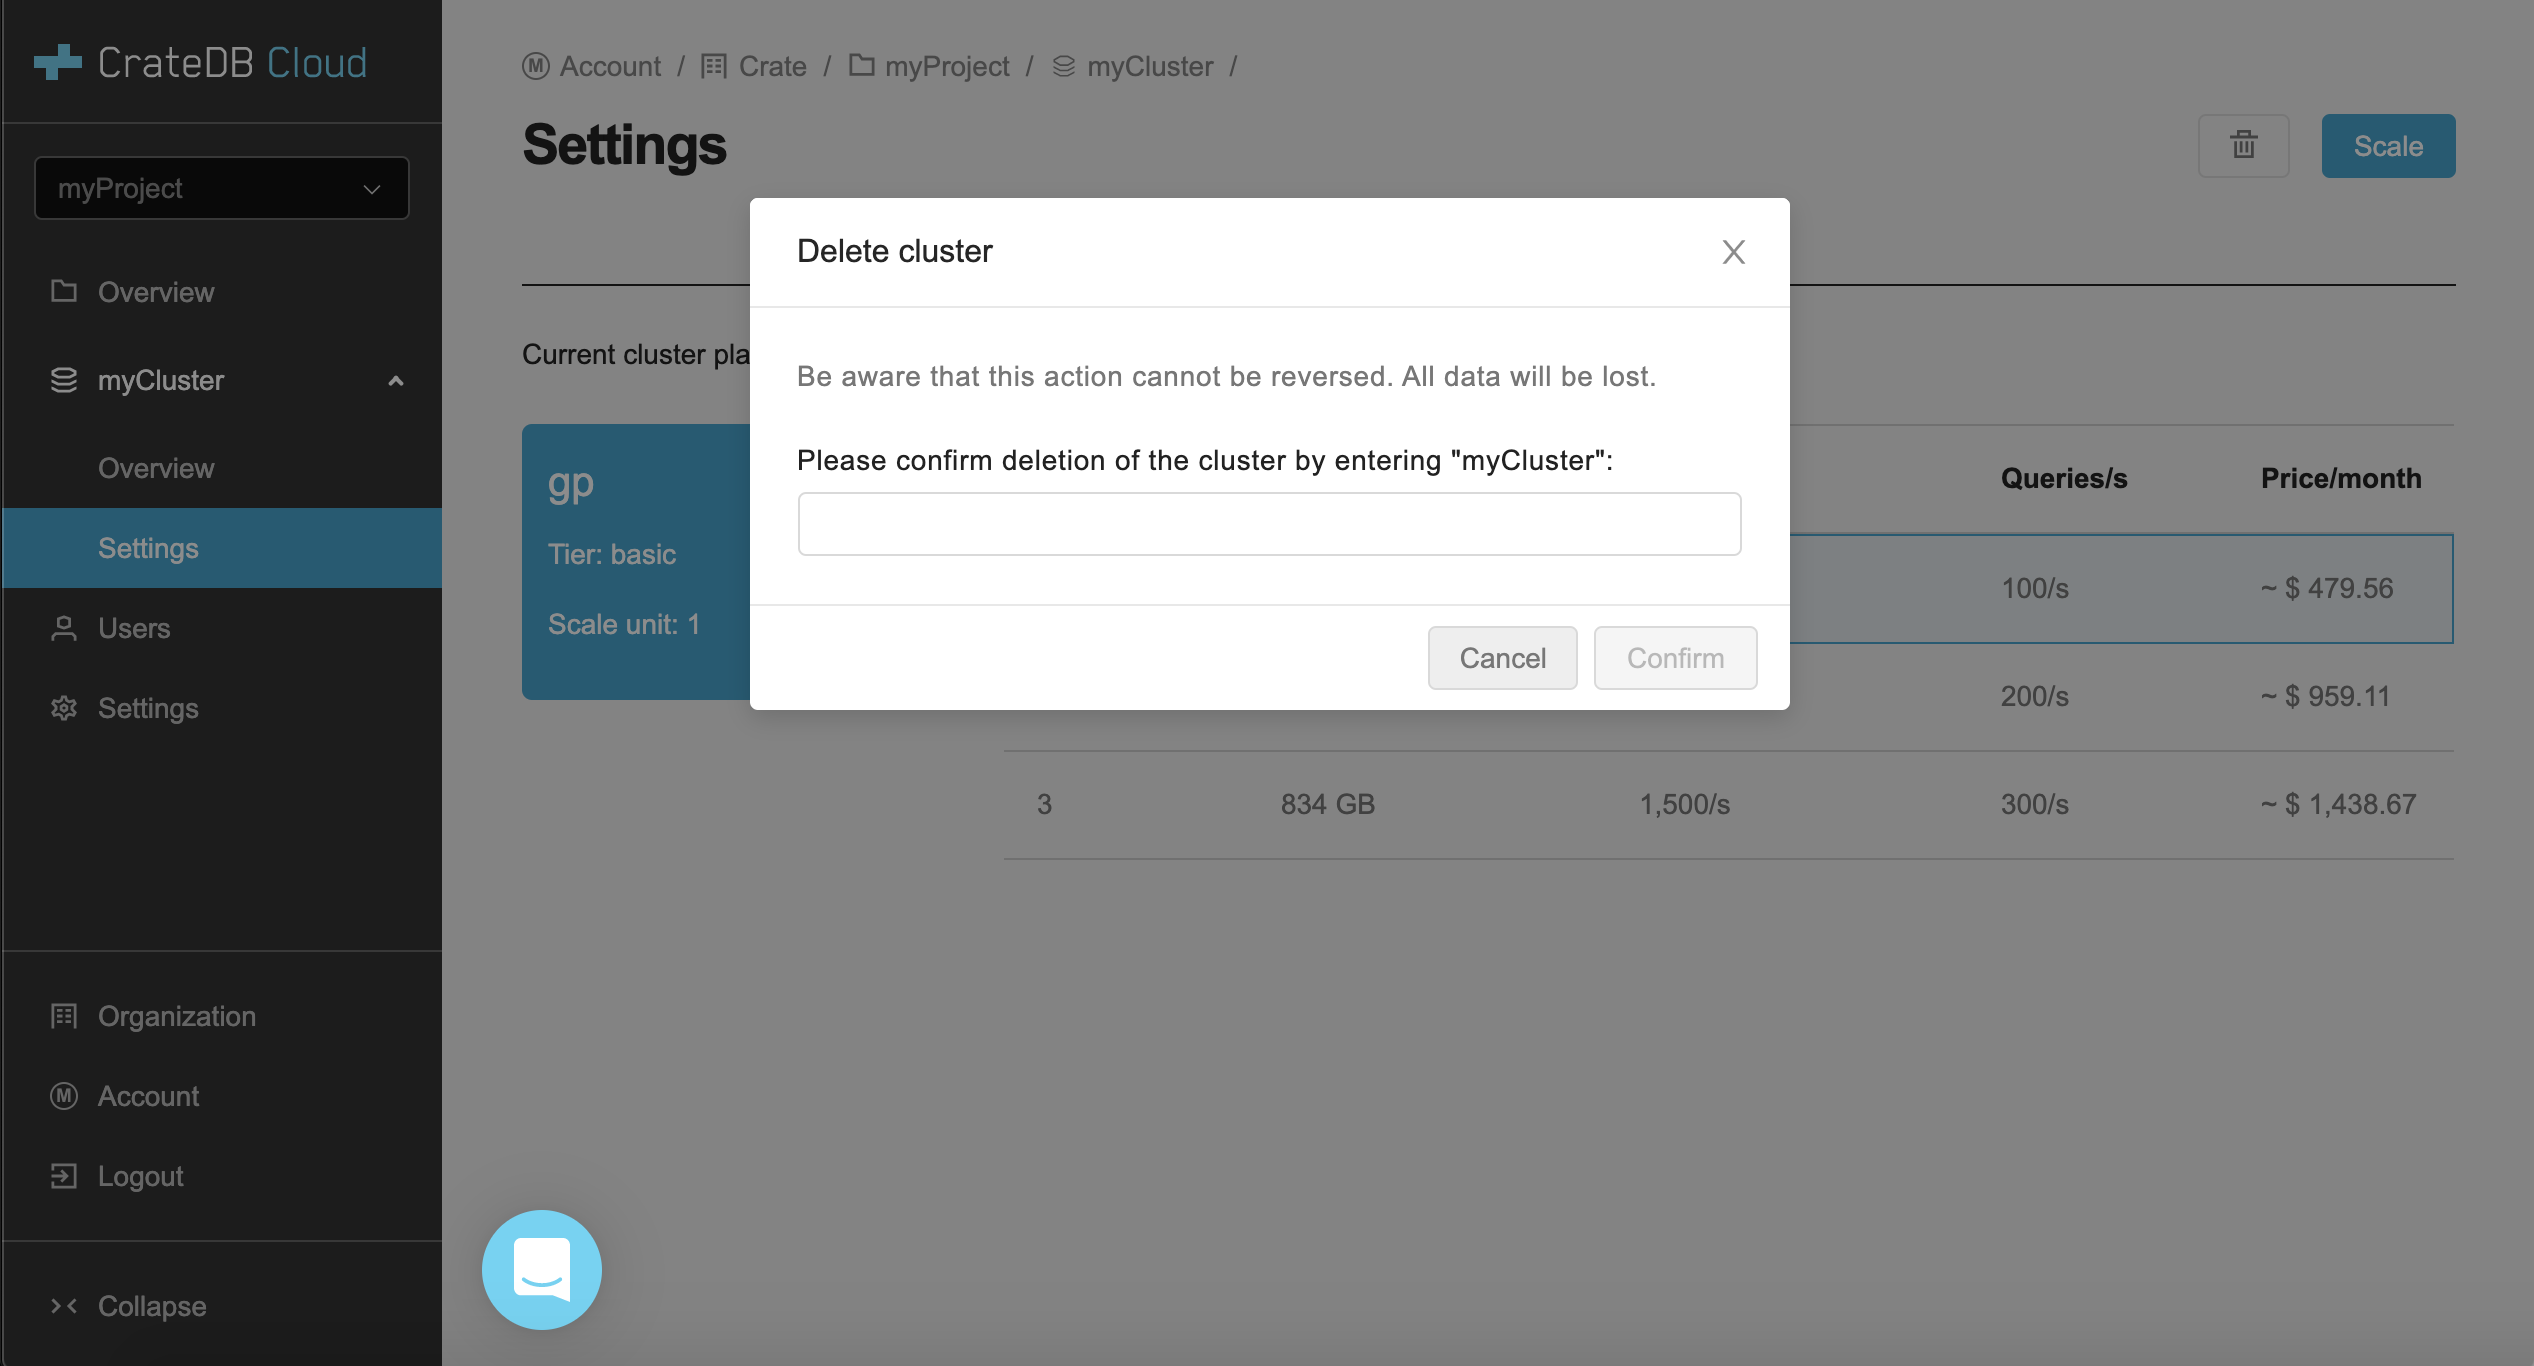 CrateDB Cloud
myProject
Overview
myCluster
Overview
Settings
Users
Settings
Organization
Account
Logout
Collapse
Account / Crate / myProject / myCluster /
Settings
Scale
Current cluster pla
gp
Tier: basic
Scale unit: 1
Delete cluster
Be aware that this action cannot be reversed. All data will be lost.
Please confirm deletion of the cluster by entering "myCluster":
Cancel Confirm
Queries/s Price/month
100/s ~ $ 479.56
200/s ~ $ 959.11
3 834 GB 1,500/s 300/s ~ $ 1,438.67